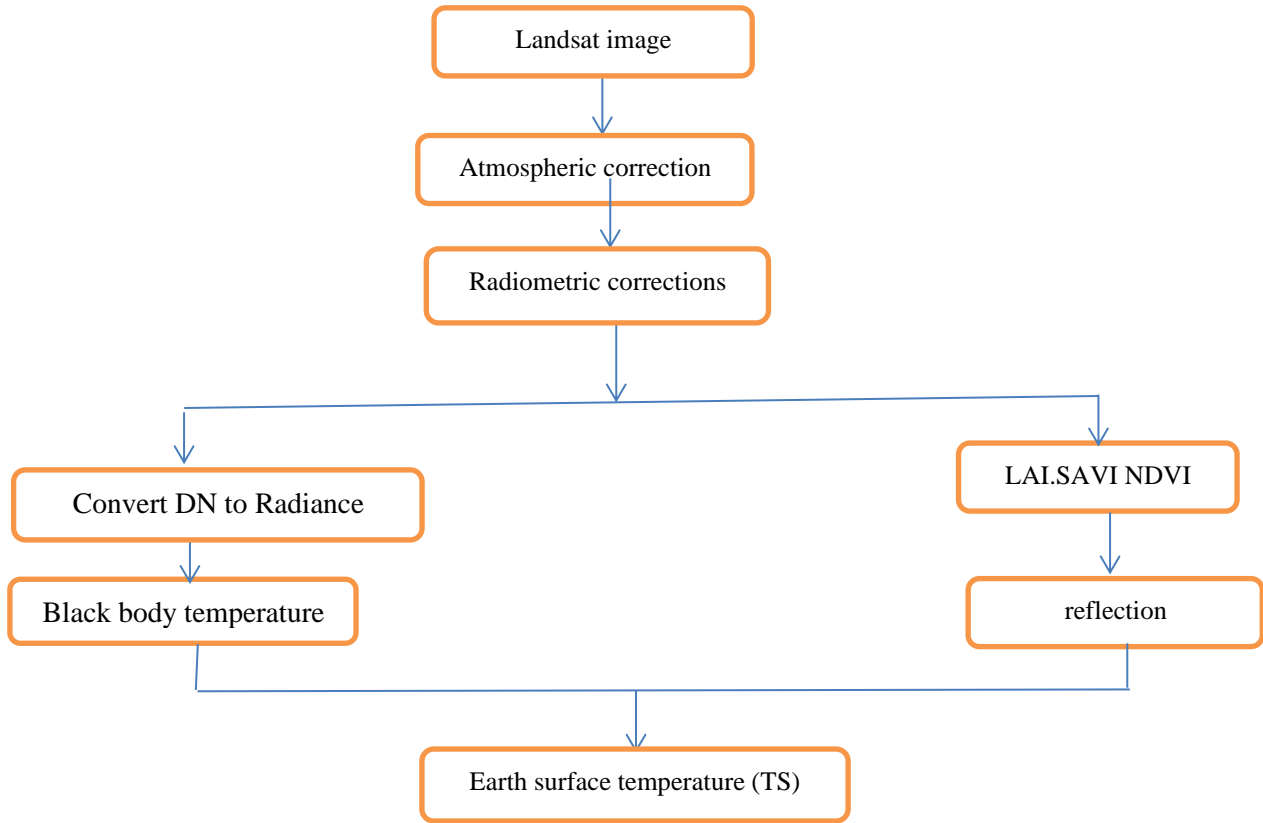 Landsat image
Atmospheric correction
Radiometric corrections
Convert DN to Radiance
LAI.SAVI NDVI
Black body temperature
reflection
Earth surface temperature (TS)